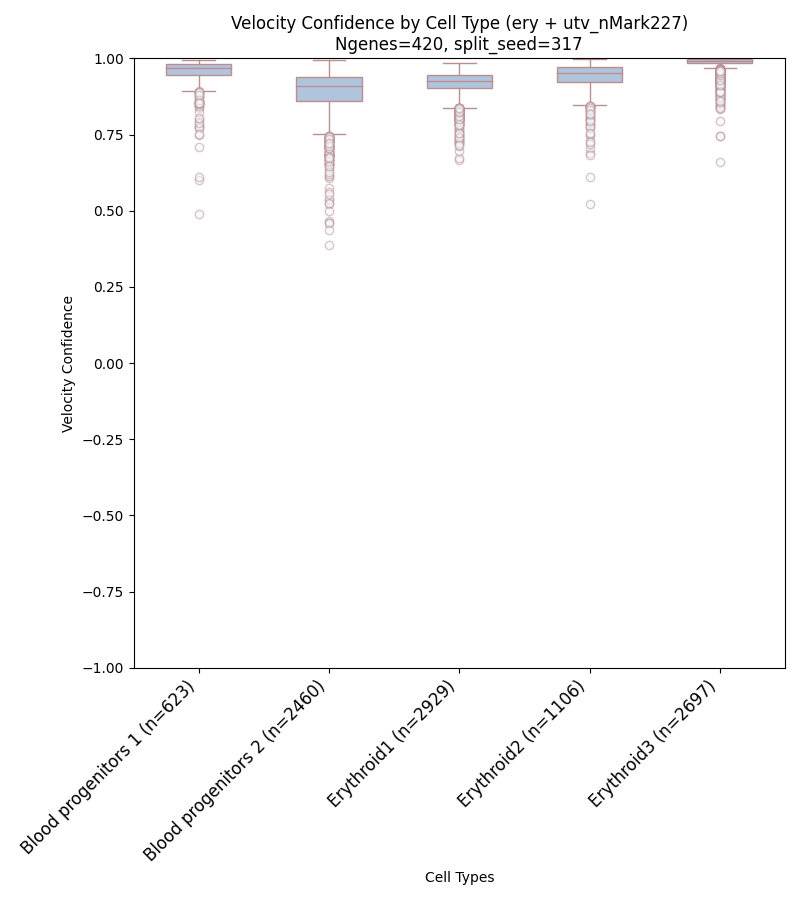 Velocity Confidence by Cell Type (ery + utv_nMark227)
Ngenes=420, split_seed=317
1.00
0.75
0.50
0.25
0.00
−0.25
−0.50
−0.75
−1.00
Velocity Confidence
Blood progenitors 1 (n=623)
Blood progenitors 2 (n=2460)
Erythroid1 (n=2929)
Erythroid2 (n=1106)
Erythroid3 (n=2697)
Cell Types